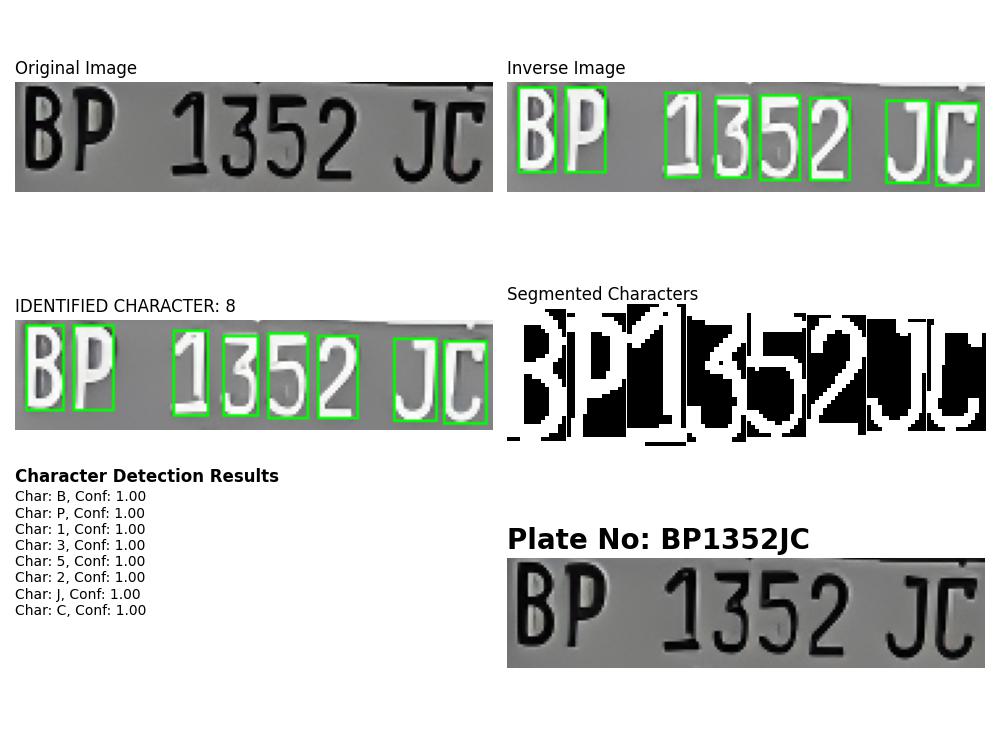 Original Image
BP 1352 JC
Inverse Image
BP 1352 JC
IDENTIFIED CHARACTER: 8
BP 1352 JC
Segmented Characters
BP1352JC
Character Detection Results
Char: B, Conf: 1.00
Char: P, Conf: 1.00
Char: 1, Conf: 1.00
Char: 3, Conf: 1.00
Char: 5, Conf: 1.00
Char: 2, Conf: 1.00
Char: J, Conf: 1.00
Char: C, Conf: 1.00
Plate No: BP1352JC
BP 1352 JC